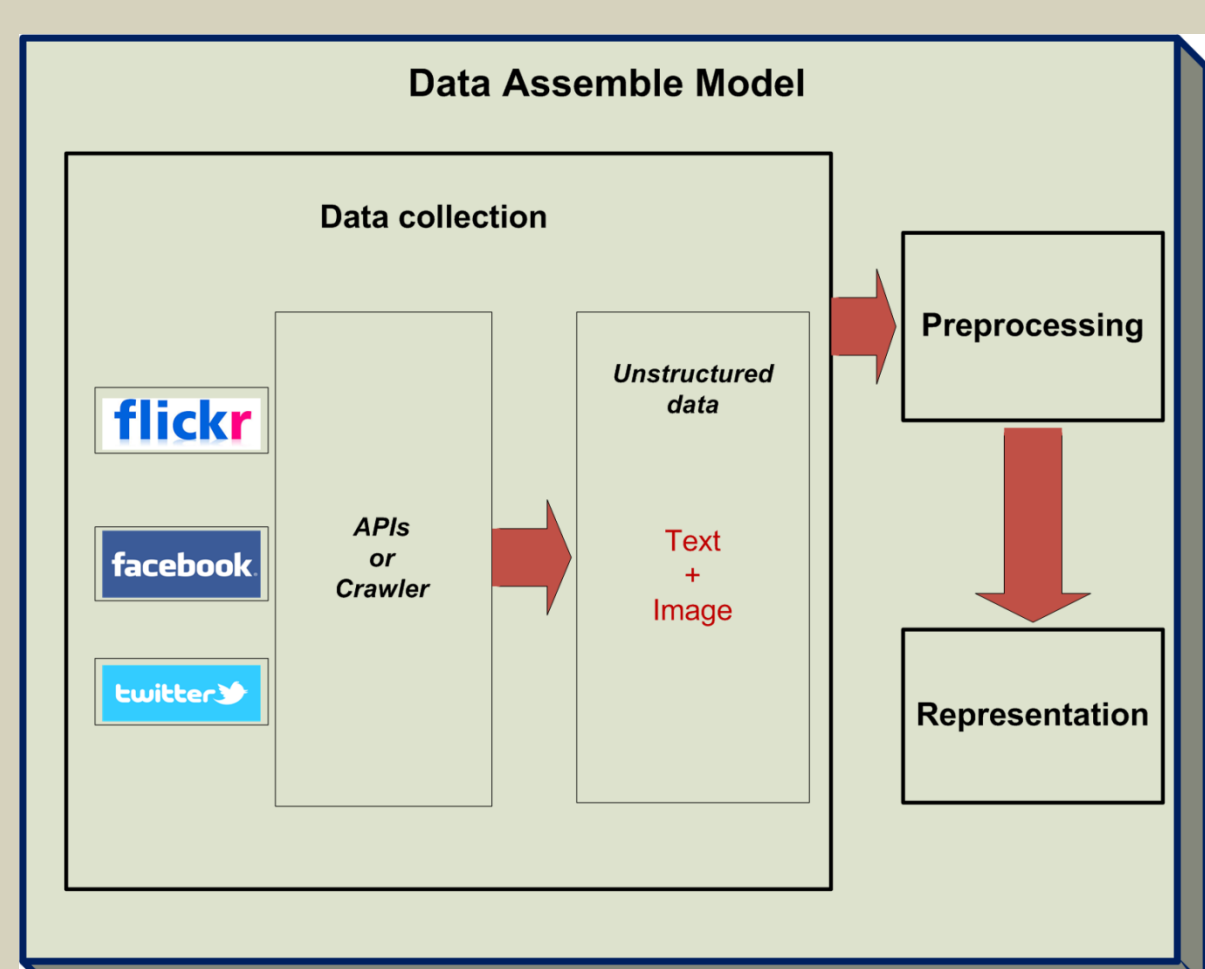 Data Assemble Model
Data collection
flickr
facebook.
twitter
APIs
or
Crawler
Unstructured
data
Text
+
Image
Preprocessing
Representation